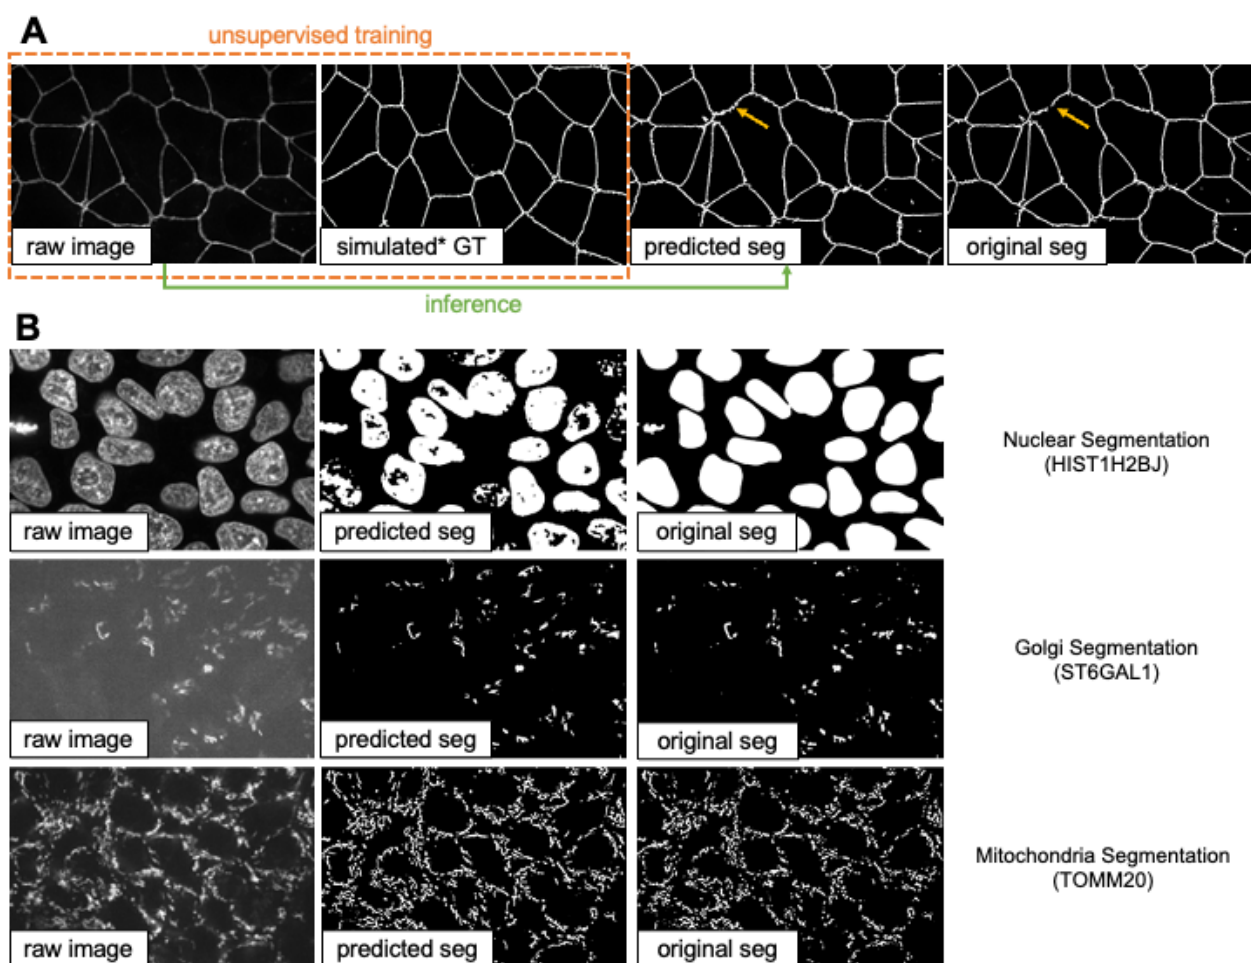 A
unsupervised training
raw image
simulated* GT
predicted seg
original seg
inference
B
raw image
predicted seg
original seg
Nuclear Segmentation
(HIST1H2BJ)
raw image
predicted seg
original seg
Golgi Segmentation
(ST6GAL1)
raw image
predicted seg
original seg
Mitochondria Segmentation
(TOMM20)